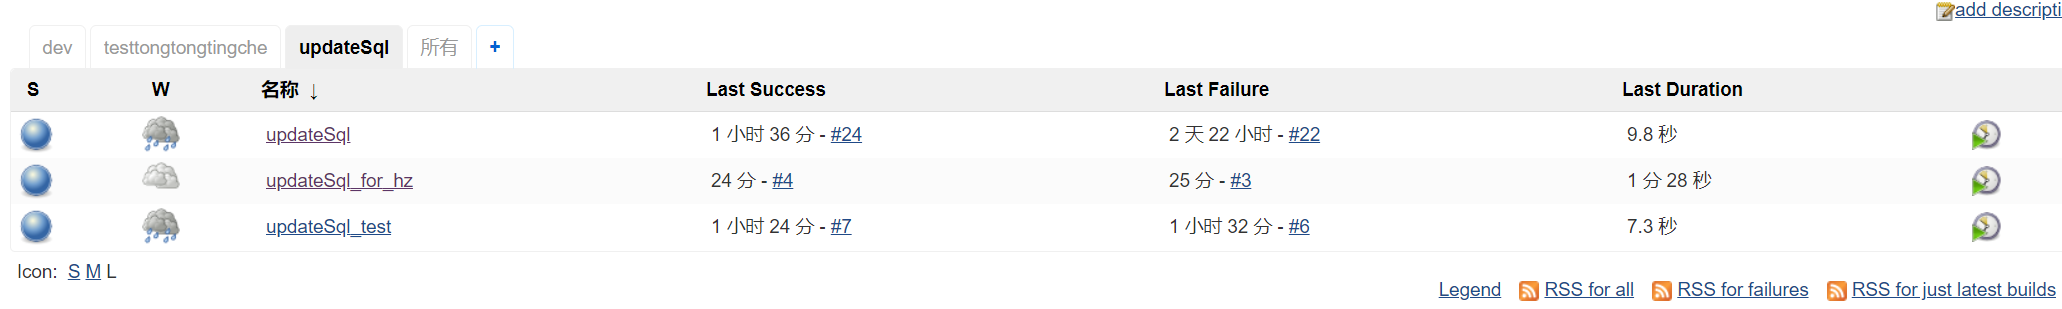 add descripti
dev testtongtongtingche updateSql 所有 +
S W 名称 ↓ Last Success Last Failure Last Duration
updateSql 1 小时 36 分 - #24 2 天 22 小时 - #22 9.8 秒
updateSql_for_hz 24 分 - #4 25 分 - #3 1 分 28 秒
updateSql_test 1 小时 24 分 - #7 1 小时 32 分 - #6 7.3 秒
Icon: S M L
Legend RSS for all RSS for failures RSS for just latest builds